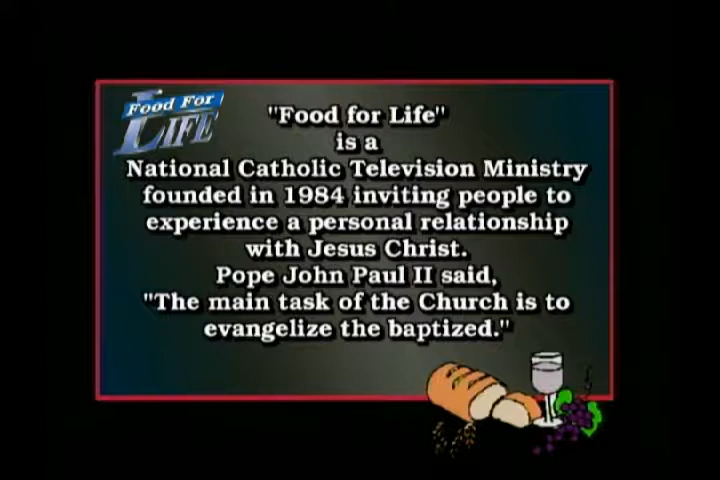 Food For
LIFE
"Food for Life"
is a
National Catholic Television Ministry
founded in 1984 inviting people to
experience a personal relationship
with Jesus Christ.
Pope John Paul II said,
"The main task of the Church is to
evangelize the baptized."